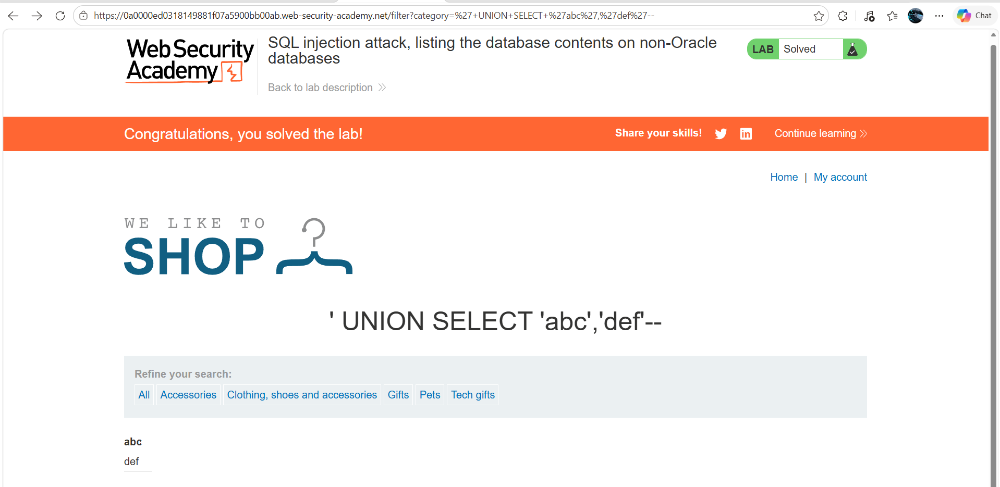 https://0a0000ed0318149881f07a5900bb00ab.web-security-academy.net/filter?category=%27+UNION+SELECT+%27abc%27,%27def%27--
Chat
Web Security
Academy
SQL injection attack, listing the database contents on non-Oracle
databases
Back to lab description
LAB Solved
Congratulations, you solved the lab!
Share your skills!
Continue learning
Home | My account
WE LIKE TO
SHOP
' UNION SELECT 'abc','def'--
Refine your search:
All Accessories Clothing, shoes and accessories Gifts Pets Tech gifts
abc
def